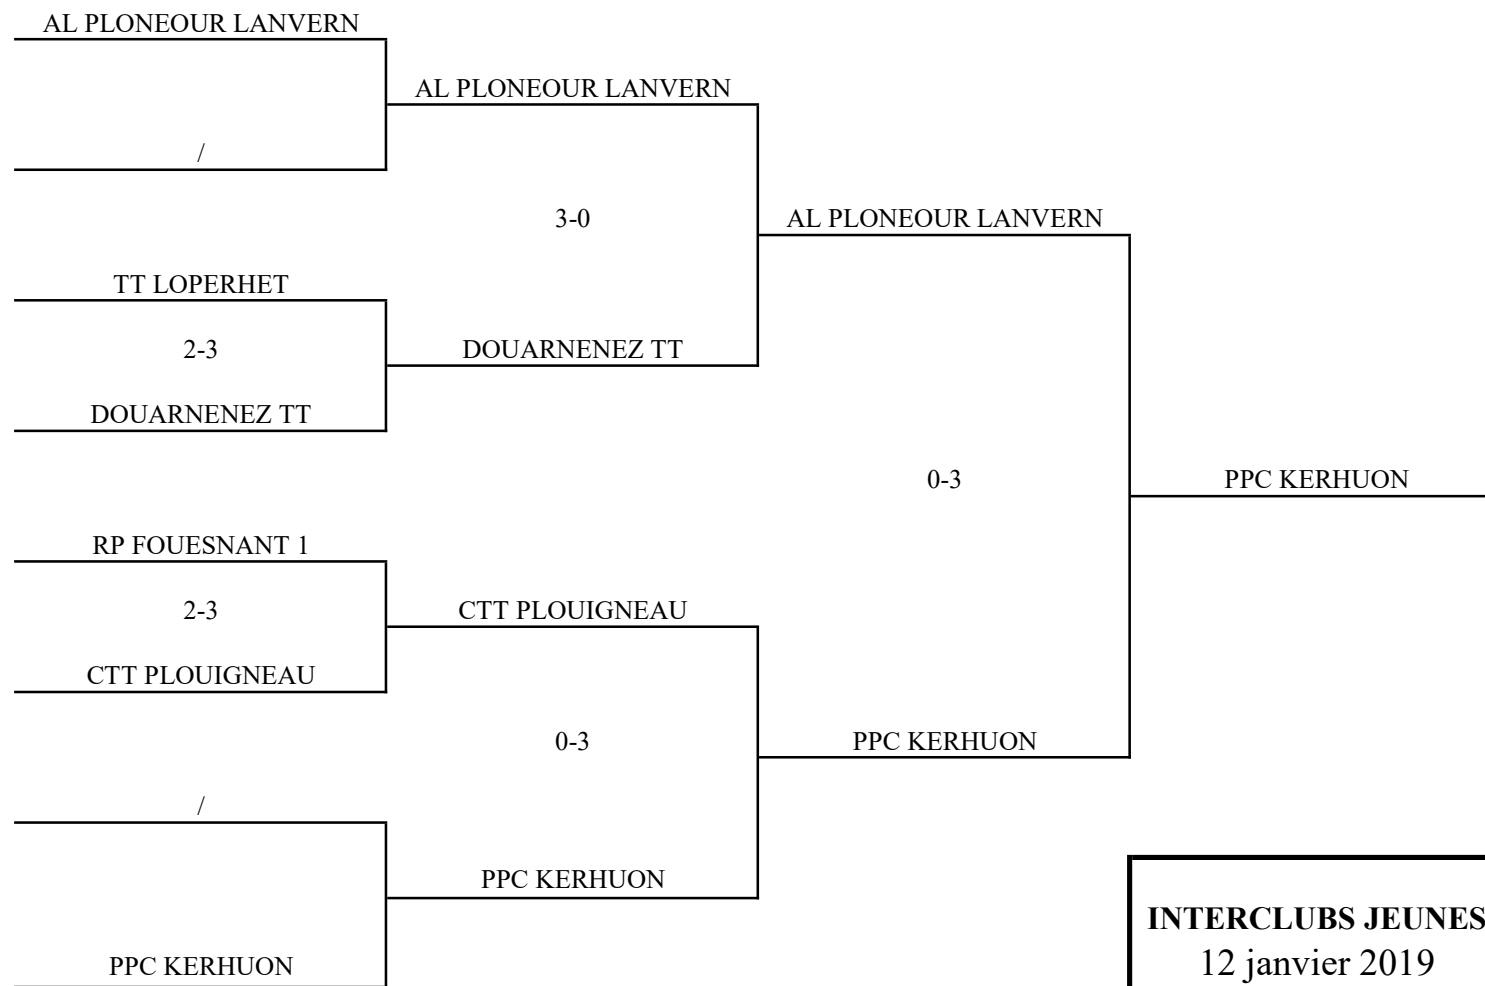 AL PLONEOUR LANVERN
AL PLONEOUR LANVERN
/
3-0
AL PLONEOUR LANVERN
TT LOPERHET
2-3
DOUARNENEZ TT
DOUARNENEZ TT
0-3
PPC KERHUON
RP FOUESNANT 1
2-3
CTT PLOUIGNEAU
CTT PLOUIGNEAU
0-3
PPC KERHUON
/
PPC KERHUON
INTERCLUBS JEUNES
12 janvier 2019
PPC KERHUON